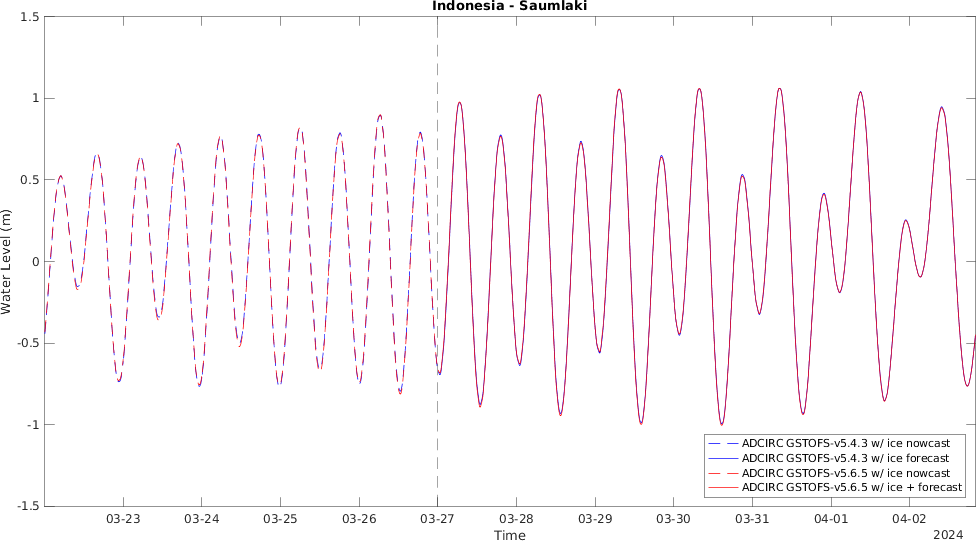 Indonesia - Saumlaki
1.5
1
0.5
0
-0.5
-1
-1.5
Water Level (m)
ADCIRC GSTOFS-v5.4.3 w/ ice nowcast
ADCIRC GSTOFS-v5.4.3 w/ ice forecast
ADCIRC GSTOFS-v5.6.5 w/ ice nowcast
ADCIRC GSTOFS-v5.6.5 w/ ice + forecast
03-23 03-24 03-25 03-26 03-27 03-28 03-29 03-30 03-31 04-01 04-02
Time
2024